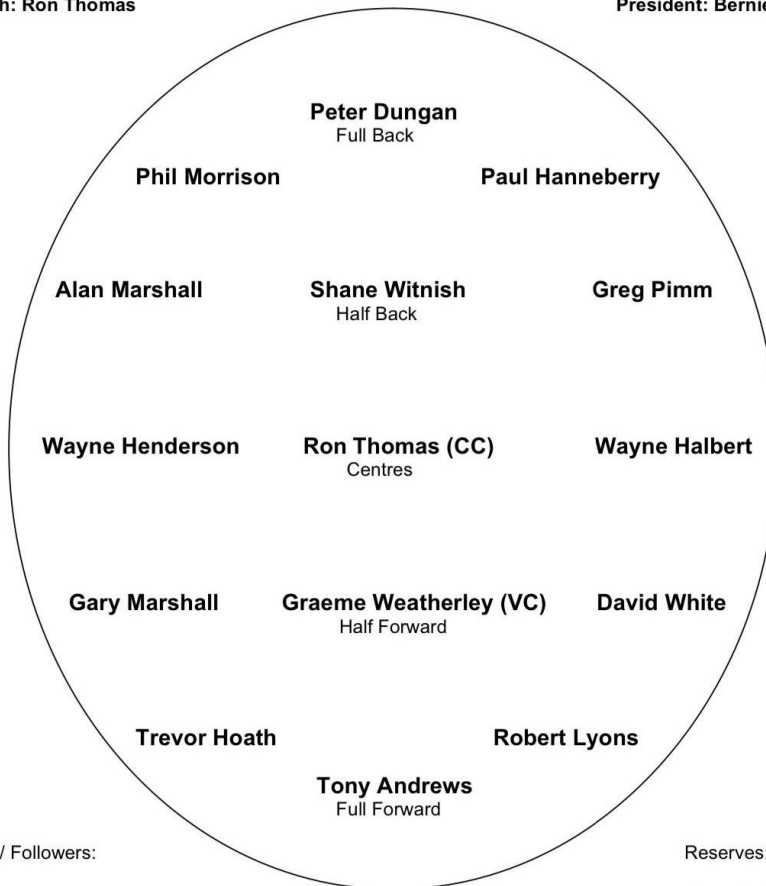 h: Ron Thomas President: Bernie
Peter Dungan
Full Back
Phil Morrison Paul Hanneberry
Alan Marshall Shane Witnish Greg Pimm
Half Back
Wayne Henderson Ron Thomas (CC) Wayne Halbert
Centres
Gary Marshall Graeme Weatherley (VC) David White
Half Forward
Trevor Hoath Robert Lyons
Tony Andrews
Full Forward
/ Followers: Reserves: